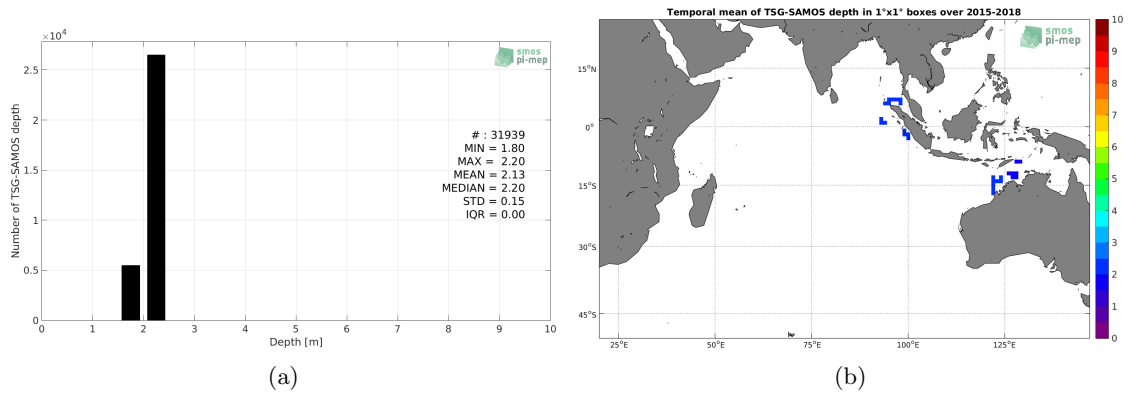 ×10⁴
smos
pi-mep
2.5
2
1.5
1
0.5
0
Number of TSG-SAMOS depth
# : 31939
MIN = 1.80
MAX = 2.20
MEAN = 2.13
MEDIAN = 2.20
STD = 0.15
IQR = 0.00
0 1 2 3 4 5 6 7 8 9 10
Depth [m]
(a)
Temporal mean of TSG-SAMOS depth in 1°x1° boxes over 2015-2018
smos
pi-mep
15°N
0°
15°S
30°S
45°S
25°E 50°E 75°E 100°E 125°E
10
9
8
7
6
5
4
3
2
1
0
(b)